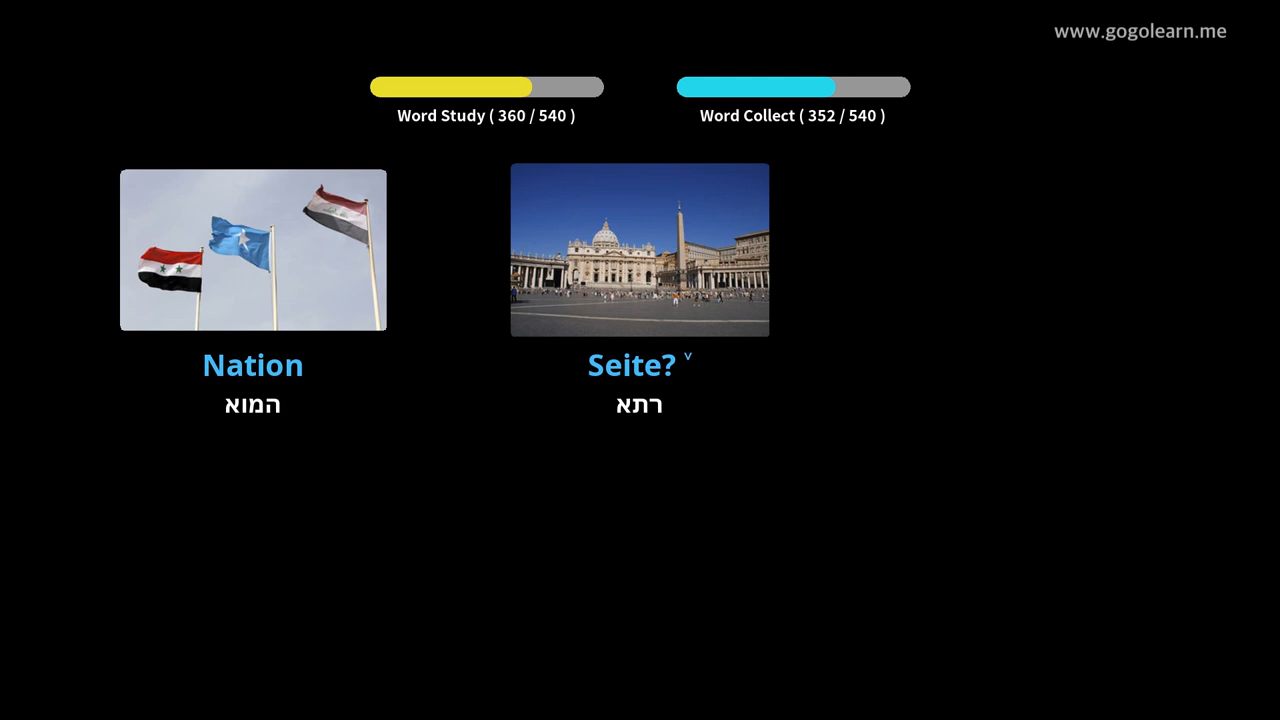 www.gogolearn.me
Word Study ( 360 / 540 )
Word Collect ( 352 / 540 )
Nation
המוא
Seite? ˅
רתא